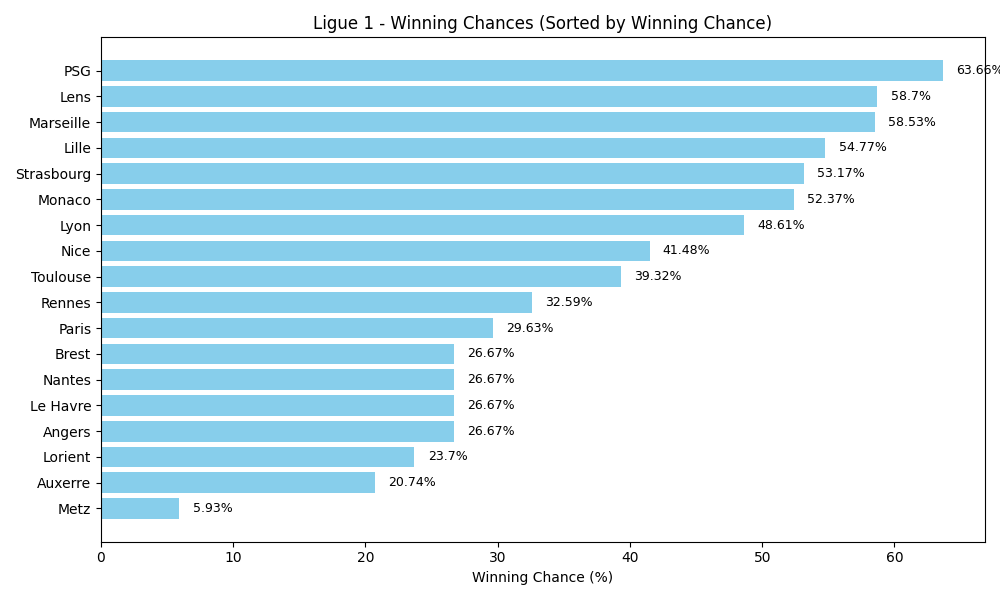 Ligue 1 - Winning Chances (Sorted by Winning Chance)
PSG 63.66%
Lens 58.7%
Marseille 58.53%
Lille 54.77%
Strasbourg 53.17%
Monaco 52.37%
Lyon 48.61%
Nice 41.48%
Toulouse 39.32%
Rennes 32.59%
Paris 29.63%
Brest 26.67%
Nantes 26.67%
Le Havre 26.67%
Angers 26.67%
Lorient 23.7%
Auxerre 20.74%
Metz 5.93%
0 10 20 30 40 50 60
Winning Chance (%)